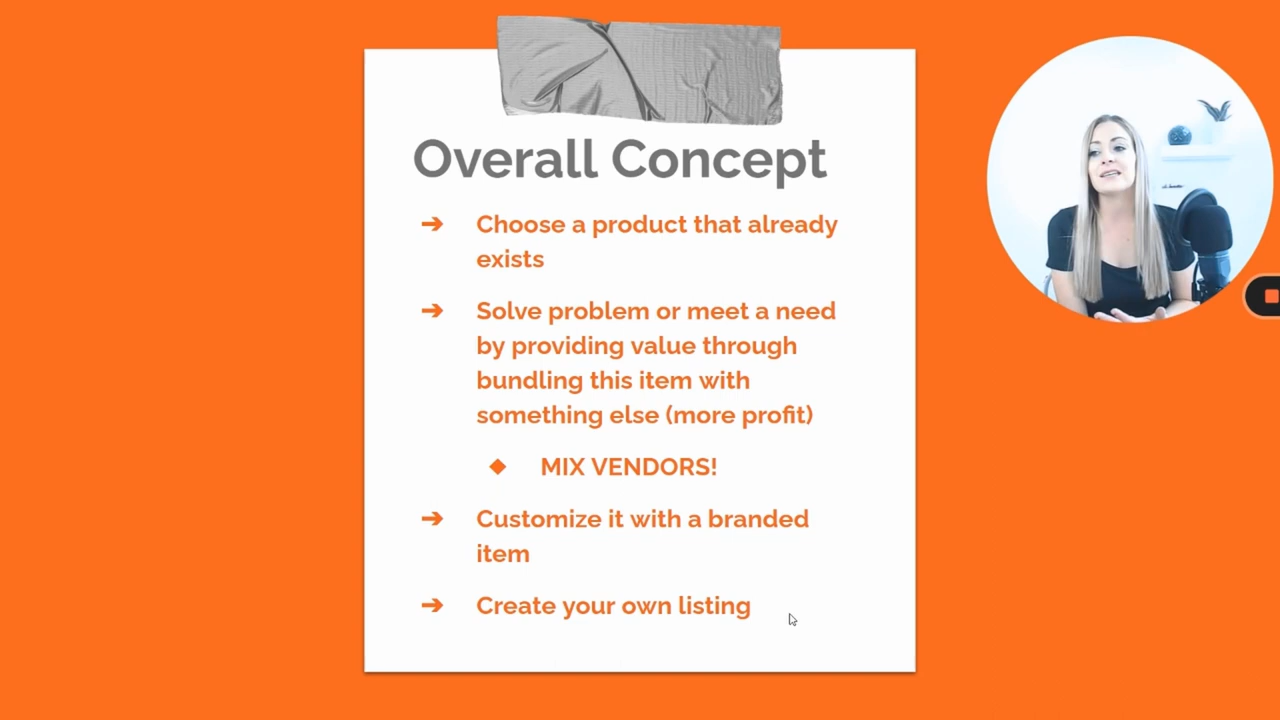 Overall Concept
➔ Choose a product that already
exists
➔ Solve problem or meet a need
by providing value through
bundling this item with
something else (more profit)
◆ MIX VENDORS!
➔ Customize it with a branded
item
➔ Create your own listing